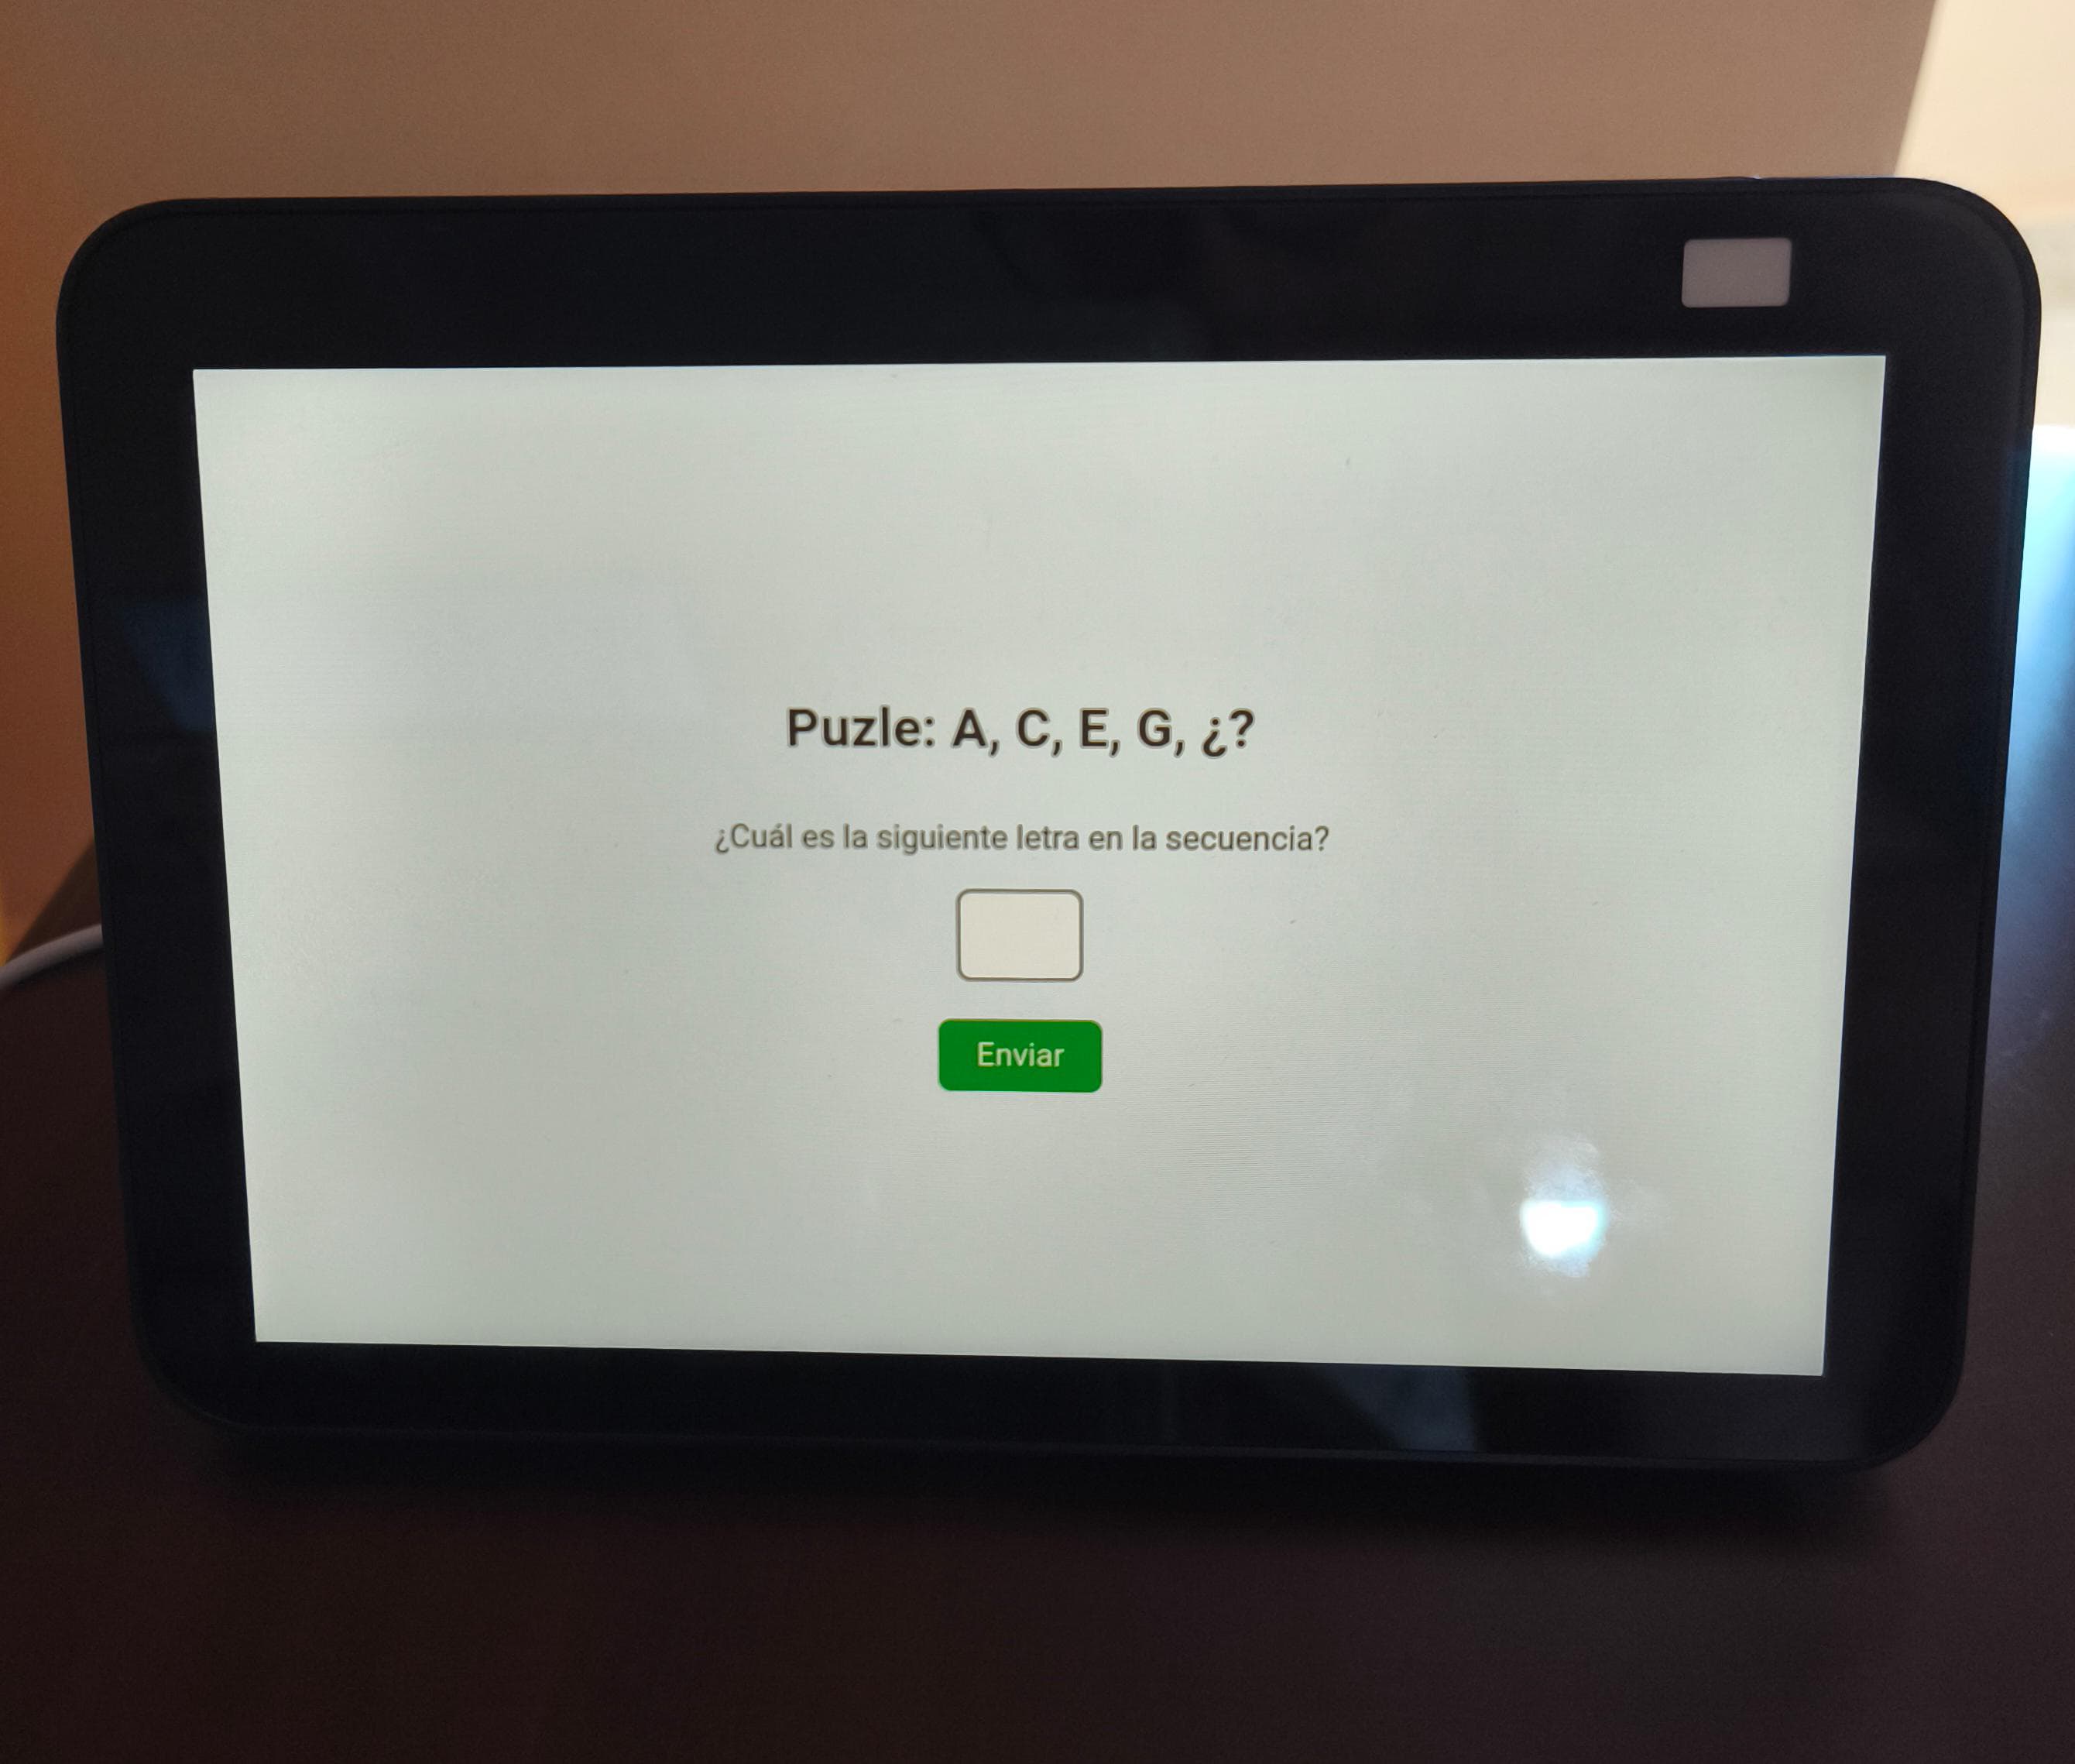 Puzle: A, C, E, G, ¿?
¿Cuál es la siguiente letra en la secuencia?
Enviar